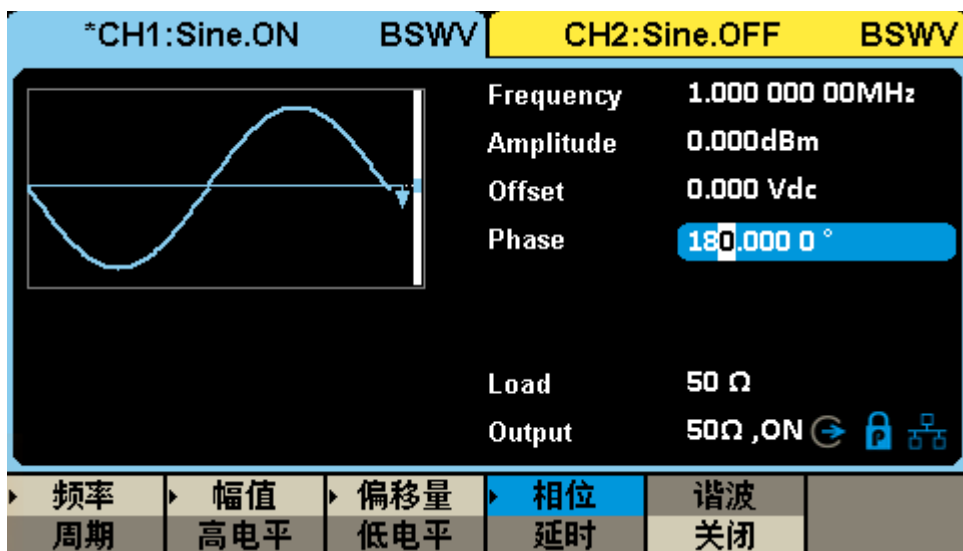 *CH1:Sine.ON BSWV CH2:Sine.OFF BSWV
Frequency 1.000 000 00MHz
Amplitude 0.000dBm
Offset 0.000 Vdc
Phase 180.000 0 °
Load 50 Ω
Output 50Ω ,ON P
频率 幅值 偏移量 相位 谐波
周期 高电平 低电平 延时 关闭